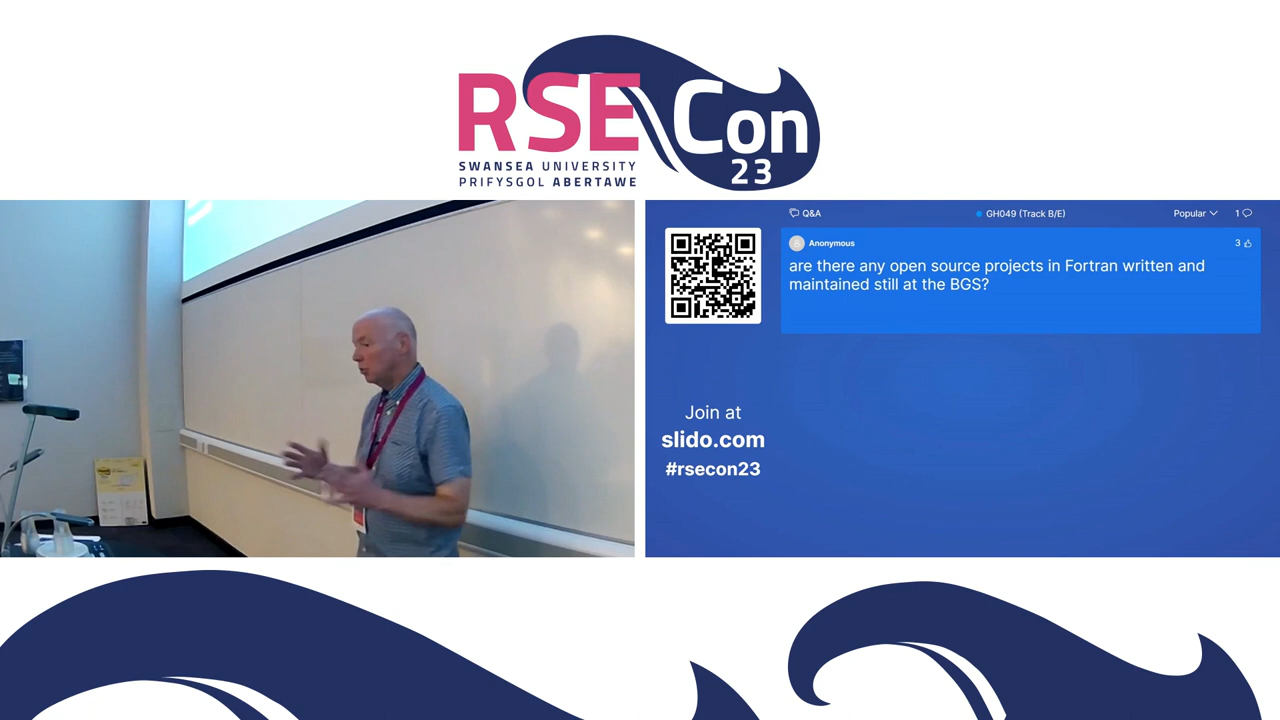 RSE Con
23
SWANSEA UNIVERSITY
PRIFYSGOL ABERTAWE
Q&A
GH049 (Track B/E)
Popular
1
Anonymous
3
are there any open source projects in Fortran written and
maintained still at the BGS?
Join at
slido.com
#rsecon23